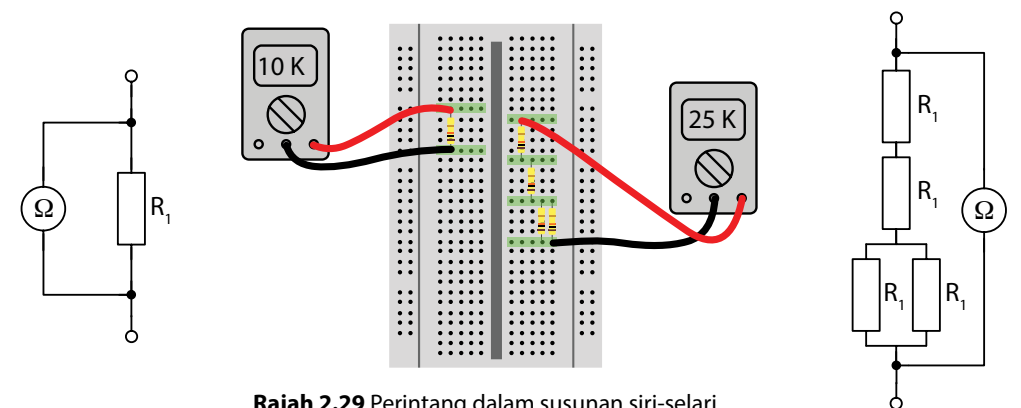 10 K
25 K
Ω
R1
R1
R1
R1
R1
Ω
Rajah 2.29 Perintang dalam susunan siri-selari